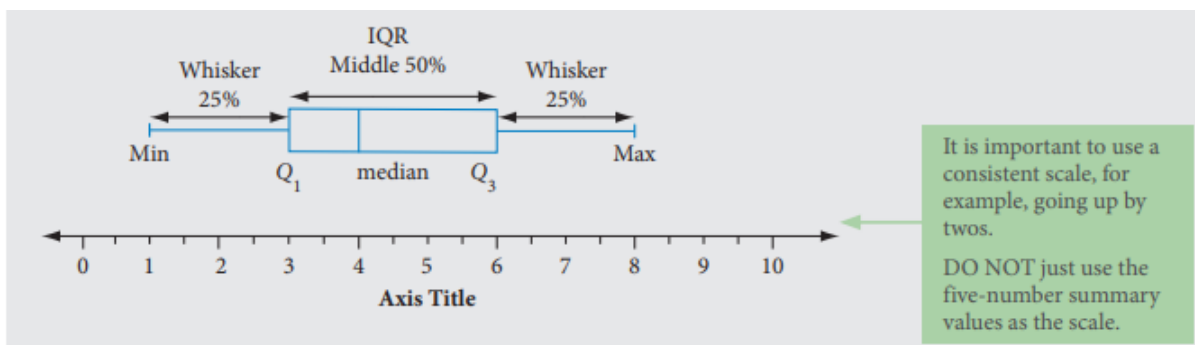 IQR
Middle 50%
Whisker
25%
Whisker
25%
Min
Q1
median
Q3
Max
0 1 2 3 4 5 6 7 8 9 10
Axis Title
It is important to use a
consistent scale, for
example, going up by
twos.
DO NOT just use the
five-number summary
values as the scale.